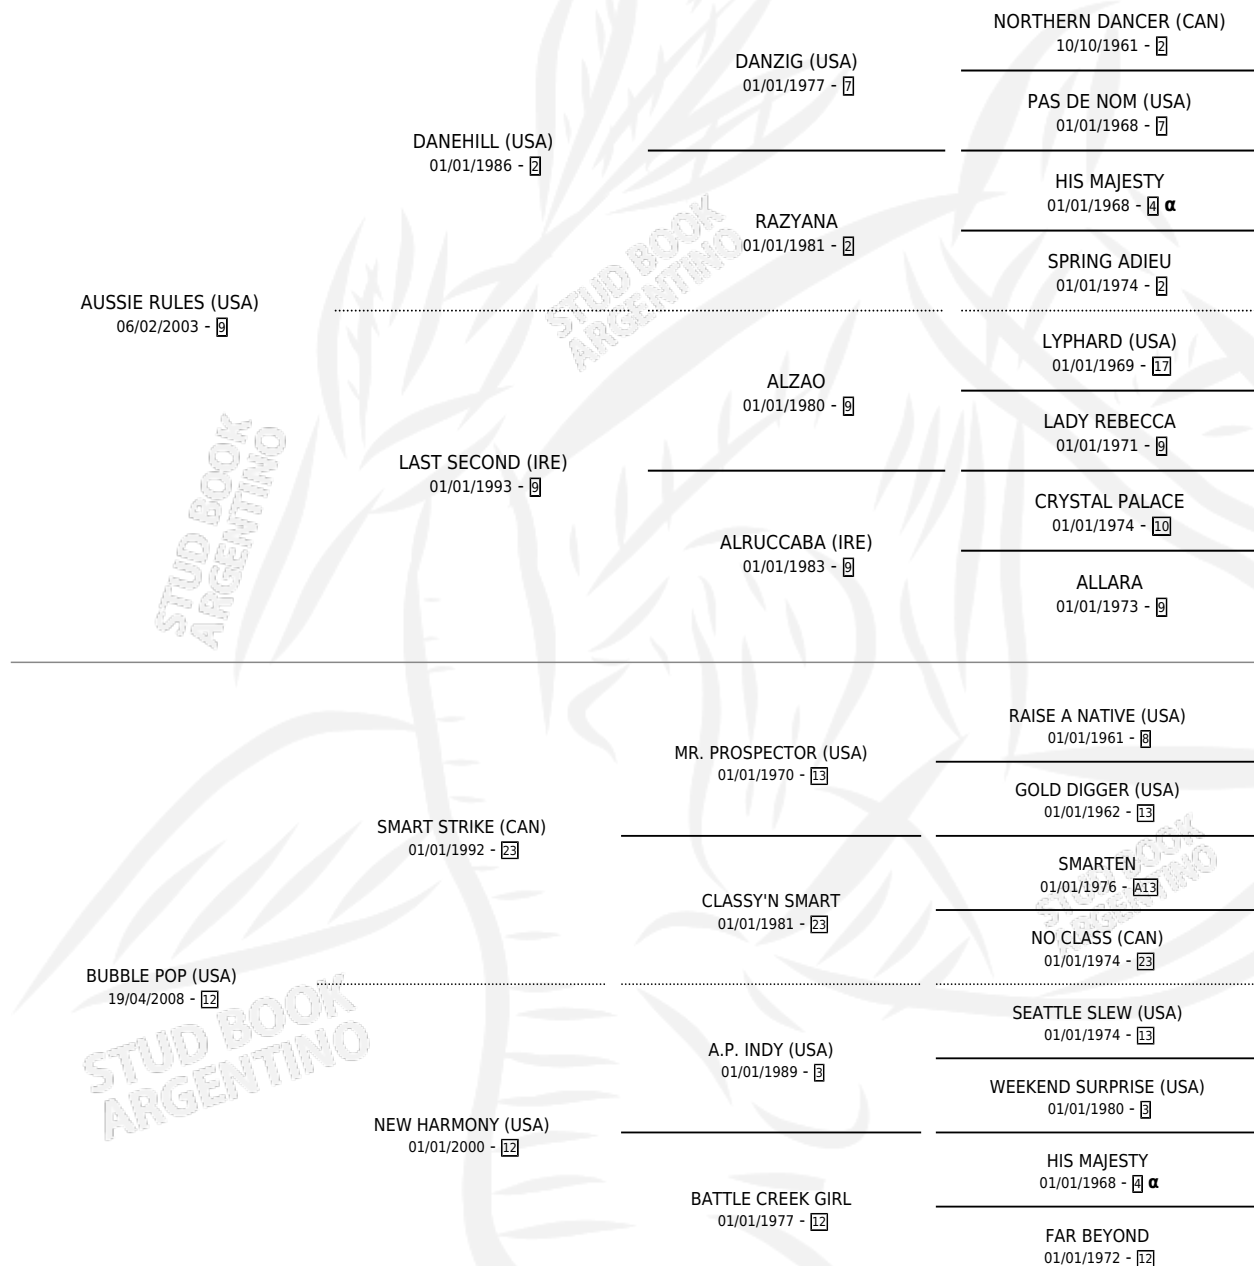 NORTHERN DANCER (CAN)
10/10/1961 - 2
DANZIG (USA)
01/01/1977 - 7
PAS DE NOM (USA)
01/01/1968 - 7
DANEHILL (USA)
01/01/1986 - 2
HIS MAJESTY
01/01/1968 - 4 α
RAZYANA
01/01/1981 - 2
SPRING ADIEU
01/01/1974 - 2
AUSSIE RULES (USA)
06/02/2003 - 9
LYPHARD (USA)
01/01/1969 - 17
ALZAO
01/01/1980 - 9
LADY REBECCA
01/01/1971 - 9
LAST SECOND (IRE)
01/01/1993 - 9
CRYSTAL PALACE
01/01/1974 - 10
ALRUCCABA (IRE)
01/01/1983 - 9
ALLARA
01/01/1973 - 9
RAISE A NATIVE (USA)
01/01/1961 - 8
MR. PROSPECTOR (USA)
01/01/1970 - 13
GOLD DIGGER (USA)
01/01/1962 - 13
SMART STRIKE (CAN)
01/01/1992 - 23
SMARTEN
01/01/1976 - A13
CLASSY'N SMART
01/01/1981 - 23
NO CLASS (CAN)
01/01/1974 - 23
BUBBLE POP (USA)
19/04/2008 - 12
SEATTLE SLEW (USA)
01/01/1974 - 13
A.P. INDY (USA)
01/01/1989 - 3
WEEKEND SURPRISE (USA)
01/01/1980 - 3
NEW HARMONY (USA)
01/01/2000 - 12
HIS MAJESTY
01/01/1968 - 4 α
BATTLE CREEK GIRL
01/01/1977 - 12
FAR BEYOND
01/01/1972 - 12
STUD BOOK
ARGENTINO
STUD BOOK
ARGENTINO
STUD BOOK
ARGENTINO
STUD BOOK
ARGENTINO